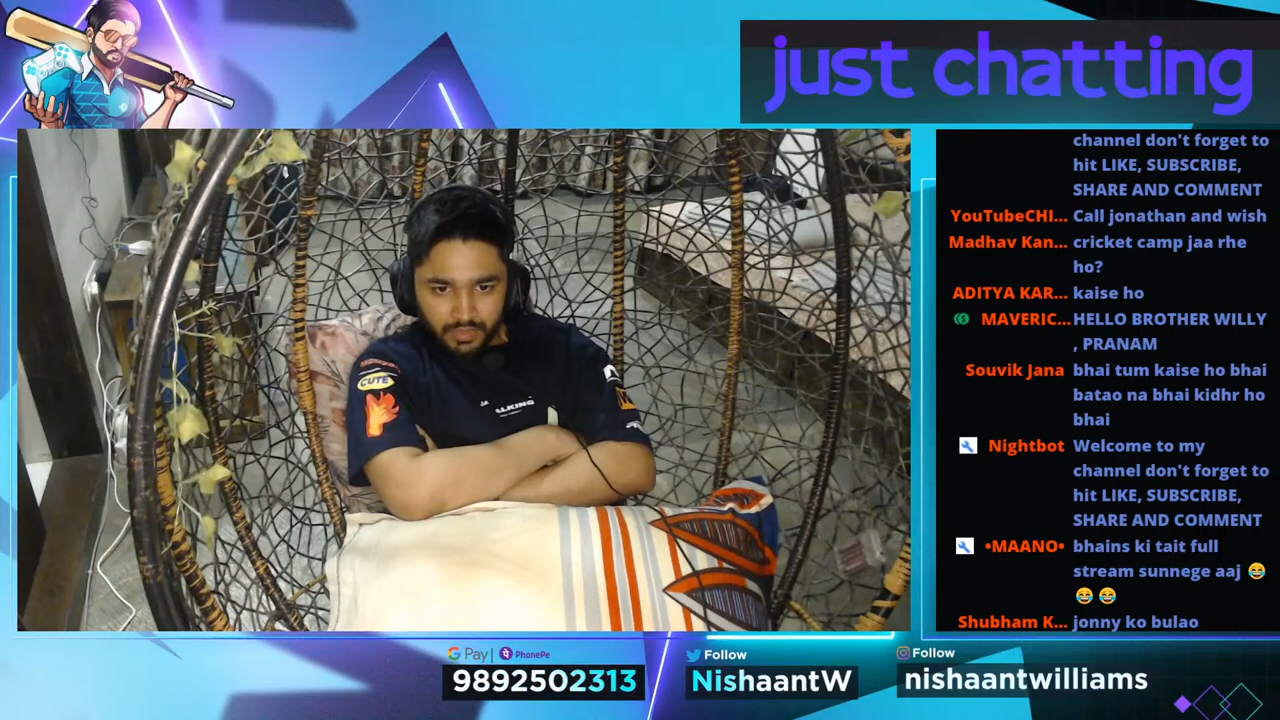 just chatting
channel don't forget to
hit LIKE, SUBSCRIBE,
SHARE AND COMMENT
YouTubeCHI... Call jonathan and wish
Madhav Kan... cricket camp jaa rhe
ho?
ADITYA KAR... kaise ho
MAVERIC... HELLO BROTHER WILLY
, PRANAM
Souvik Jana bhai tum kaise ho bhai
batao na bhai kidhr ho
bhai
Nightbot Welcome to my
channel don't forget to
hit LIKE, SUBSCRIBE,
SHARE AND COMMENT
•MAANO• bhains ki tait full
stream sunnege aaj 😂
😂 😂
Shubham K... jonny ko bulao
CUTE
G Pay | PhonePe
9892502313
Follow
NishaantW
Follow
nishaantwilliams